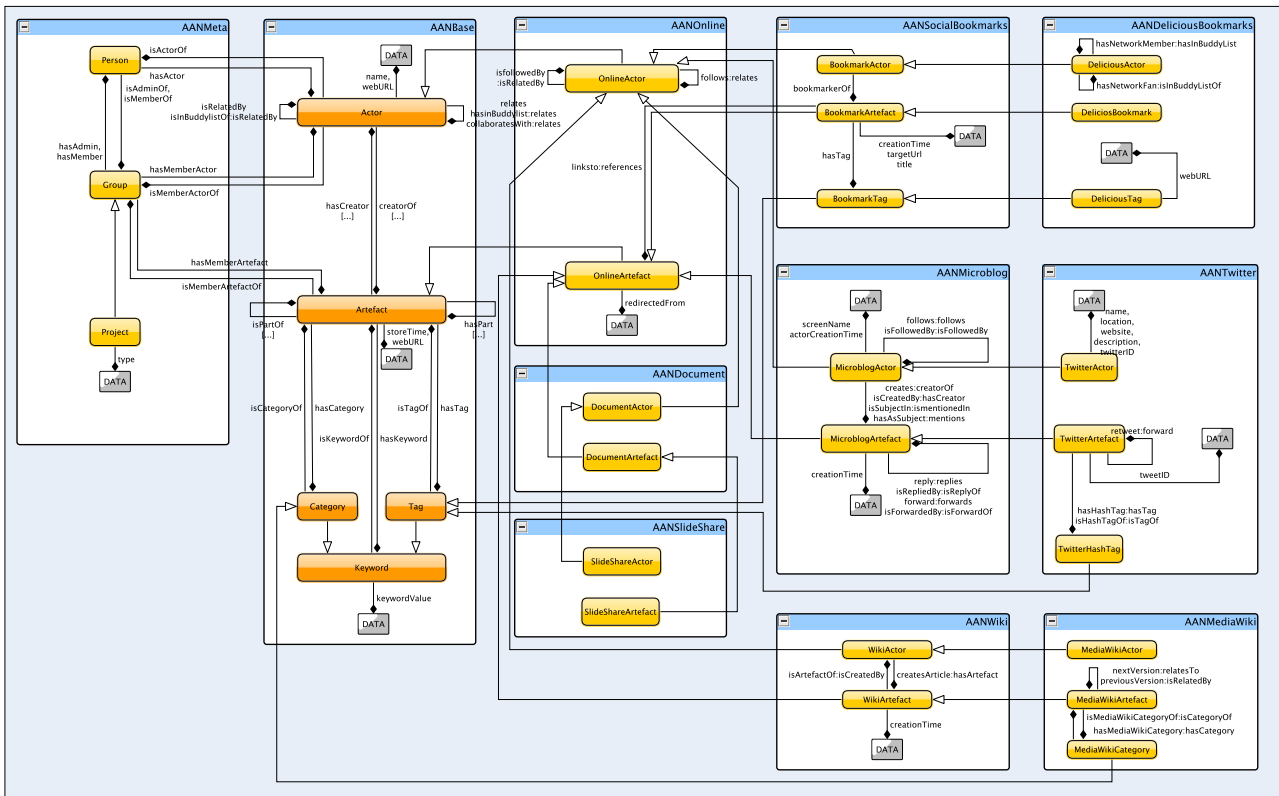 AANMeta
Person
isActorOf
hasActor
isAdminOf,
isMemberOf
hasAdmin,
hasMember
Group
hasMemberActor
isMemberActorOf
hasMemberArtefact
isMemberArtefactOf
Project
type
DATA
AANBase
DATA
name,
webURL
isRelatedBy
isInBuddylistOf:isRelatedBy
Actor
relates
hasinBuddylist:relates
collaboratesWith:relates
hasCreator
[...]
creatorOf
[...]
Artefact
isPartOf
[...]
storeTime,
webURL
DATA
hasPart
[...]
isCategoryOf
hasCategory
isTagOf
hasTag
isKeywordOf
hasKeyword
Category
Tag
Keyword
keywordValue
DATA
AANOnline
isfollowedBy
:isRelatedBy
OnlineActor
follows:relates
linksto:references
OnlineArtefact
redirectedFrom
DATA
AANDocument
DocumentActor
DocumentArtefact
AANSlideShare
SlideShareActor
SlideShareArtefact
AANSocialBookmarks
BookmarkActor
bookmarkerOf
BookmarkArtefact
creationTime
targetUrl
title
DATA
hasTag
BookmarkTag
AANDeliciousBookmarks
hasNetworkMember:hasInBuddyList
DeliciousActor
hasNetworkFan:isInBuddyListOf
DeliciosBookmark
DATA
webURL
DeliciousTag
AANMicroblog
DATA
screenName
actorCreationTime
follows:follows
isFollowedBy:isFollowedBy
MicroblogActor
creates:creatorOf
isCreatedBy:hasCreator
isSubjectIn:ismentionedIn
hasAsSubject:mentions
MicroblogArtefact
creationTime
DATA
reply:replies
isRepliedBy:isReplyOf
forward:forwards
isForwardedBy:isForwardOf
AANTwitter
DATA
name,
location,
website,
description,
twitterID
TwitterActor
retweet:forward
TwitterArtefact
DATA
tweetID
hasHashTag:hasTag
isHashTagOf:isTagOf
TwitterHashTag
AANWiki
WikiActor
isArtefactOf:isCreatedBy
createsArticle:hasArtefact
WikiArtefact
creationTime
DATA
AANMediaWiki
MediaWikiActor
nextVersion:relatesTo
previousVersion:isRelatedBy
MediaWikiArtefact
isMediaWikiCategoryOf:isCategoryOf
hasMediaWikiCategory:hasCategory
MediaWikiCategory